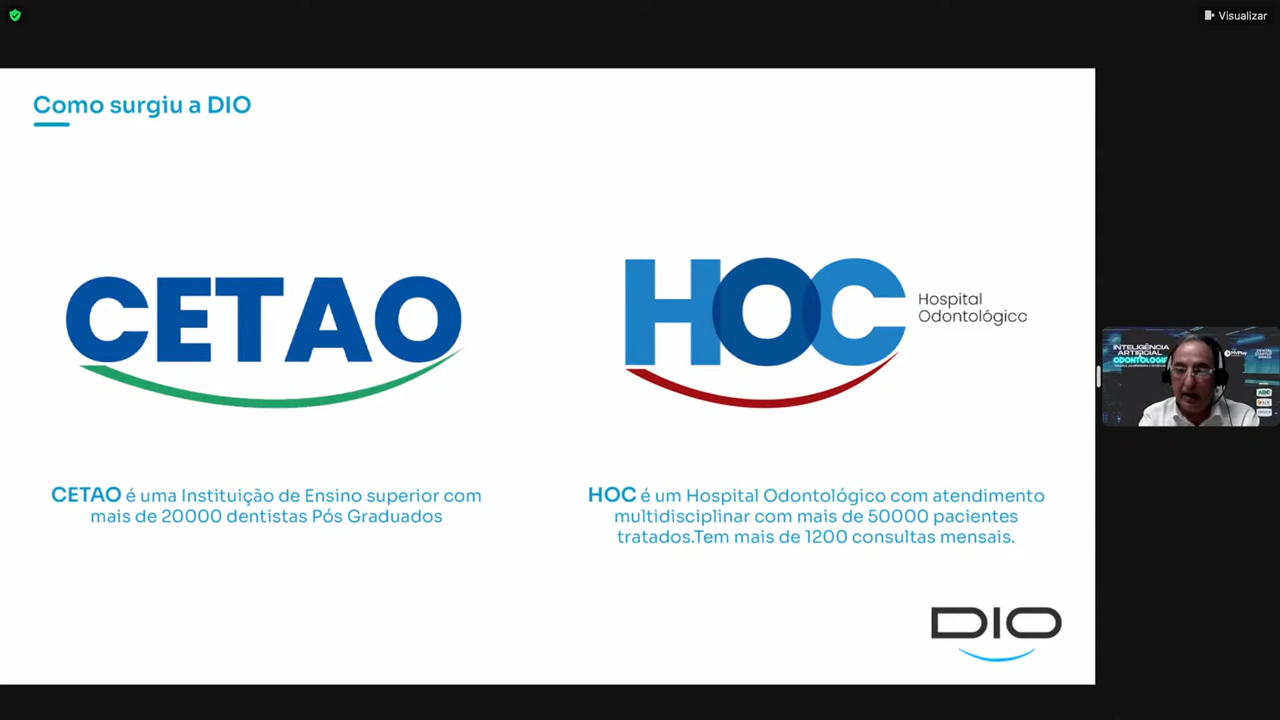 Visualizar
Como surgiu a DIO
CETAO
HOC
Hospital
Odontológico
INTELIGÊNCIA
ARTIFICIAL
ODONTOLOGIA
CETAO é uma Instituição de Ensino superior com
mais de 20000 dentistas Pós Graduados
HOC é um Hospital Odontológico com atendimento
multidisciplinar com mais de 50000 pacientes
tratados.Tem mais de 1200 consultas mensais.
DIO